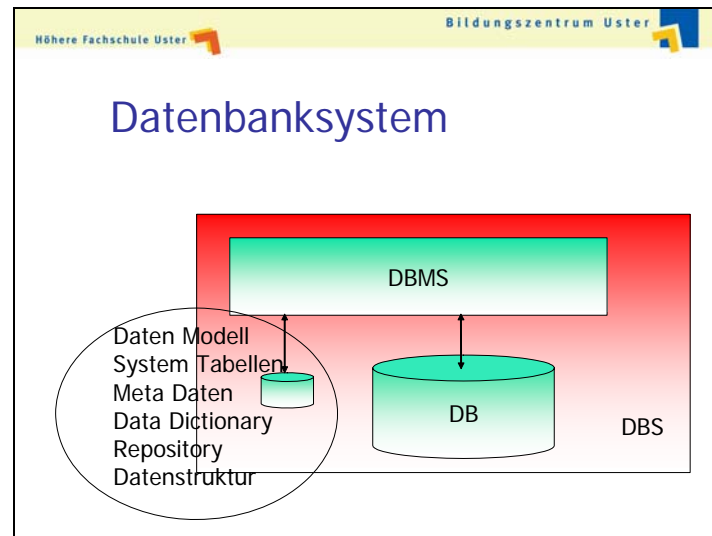 Höhere Fachschule Uster
Bildungszentrum Uster
Datenbanksystem
DBMS
Daten Modell
System Tabellen
Meta Daten
Data Dictionary
Repository
Datenstruktur
DB
DBS